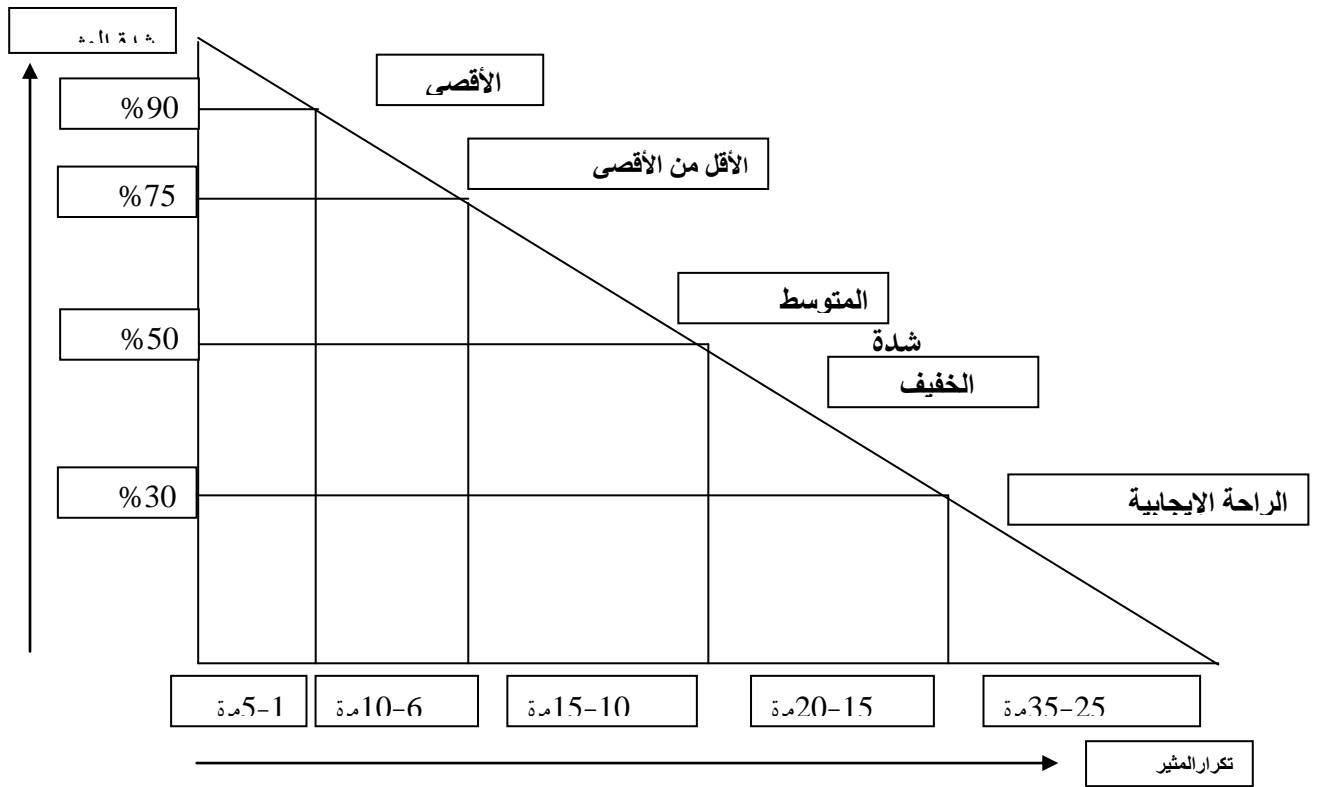 شدة
الأقصى
%90
الأقل من الأقصى
%75
المتوسط
%50
شدة
الخفيف
%30
الراحة الايجابية
1-5مرة
6-10مرة
10-15مرة
15-20مرة
25-35مرة
تكرارالمثير